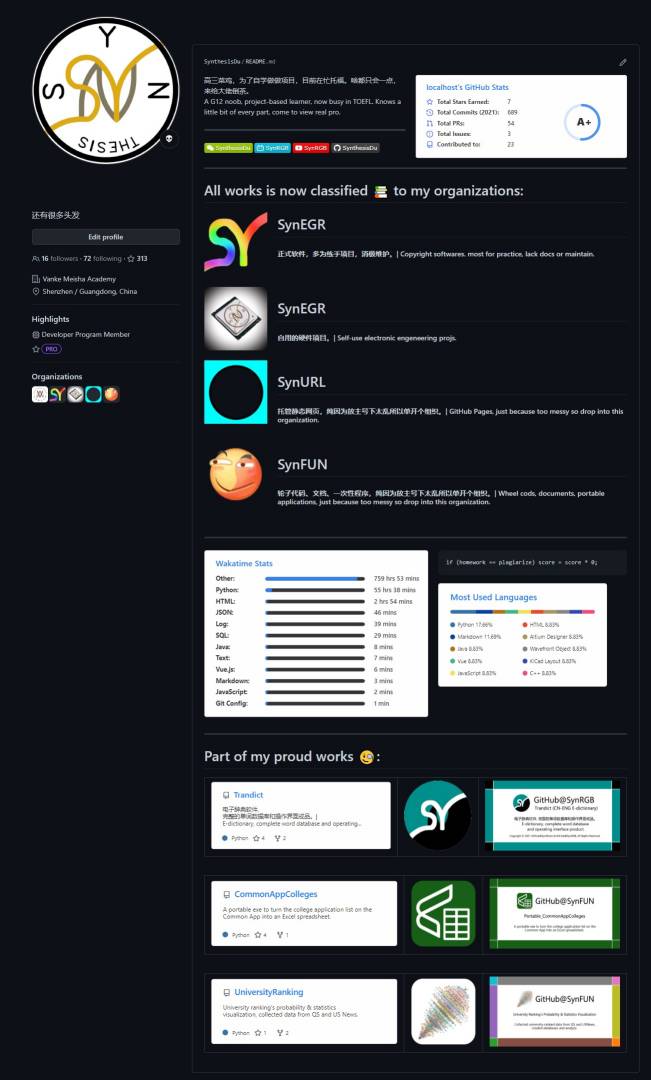 SYN
THESIS
还有很多头发
Edit profile
16 followers · 72 following · 313
Vanke Meisha Academy
Shenzhen / Guangdong, China
Highlights
Developer Program Member
PRO
Organizations
SynthesisDu / README.md
高三菜鸡，为了自学做做项目，目前在忙托福。啥都只会一点，
来给大佬倒茶。
A G12 noob, project-based learner, now busy in TOEFL. Knows a
little bit of every part, come to view real pro.
SynthesisDu SynRGB SynRGB SynthesisDu
localhost's GitHub Stats
Total Stars Earned: 7
Total Commits (2021): 689
Total PRs: 54
Total Issues: 3
Contributed to: 23
A+
All works is now classified 📚 to my organizations:
SynEGR
正式软件，多为练手项目，消极维护。| Copyright softwares. most for practice, lack docs or maintain.
SynEGR
自用的硬件项目。| Self-use electronic engeneering projs.
SynURL
托管静态网页，纯因为放主号下太乱所以单开个组织。| GitHub Pages, just because too messy so drop into this
organization.
SynFUN
轮子代码、文档、一次性程序，纯因为放主号下太乱所以单开个组织。| Wheel cods, documents, portable
applications, just because too messy so drop into this organization.
Wakatime Stats
Other: 759 hrs 53 mins
Python: 55 hrs 38 mins
HTML: 2 hrs 54 mins
JSON: 46 mins
Log: 39 mins
SQL: 29 mins
Java: 8 mins
Text: 7 mins
Vue.js: 6 mins
Markdown: 3 mins
JavaScript: 2 mins
Git Config: 1 min
if (homework == plagiarize) score = score * 0;
Most Used Languages
Python 17.66% HTML 8.83%
Markdown 11.69% Altium Designer 8.83%
Java 8.83% Wavefront Object 8.83%
Vue 8.83% KiCad Layout 8.83%
JavaScript 8.83% C++ 8.83%
Part of my proud works 🧐:
Trandict
电子辞典软件,
完整的单词数据库和操作界面成品。|
E-dictionary, complete word database and operating...
Python 4 2
SY
GitHub@SynRGB
Trandict (CN-ENG E-dictionary)
电子辞典软件, 完整的单词数据库和操作界面成品。
E-dictionary, complete word database
and operating interface product.
CommonAppColleges
A portable exe to turn the college application list on the
Common App into an Excel spreadsheet.
Python 4 1
GitHub@SynFUN
Portable_CommonAppColleges
A portable exe to turn the college application list on the
Common App into an Excel spreadsheet.
UniversityRanking
University ranking's probability & statistics
visualization, collected data from QS and US News.
Python 1 2
GitHub@SynFUN
University Ranking's Probability & Statistics Visualization